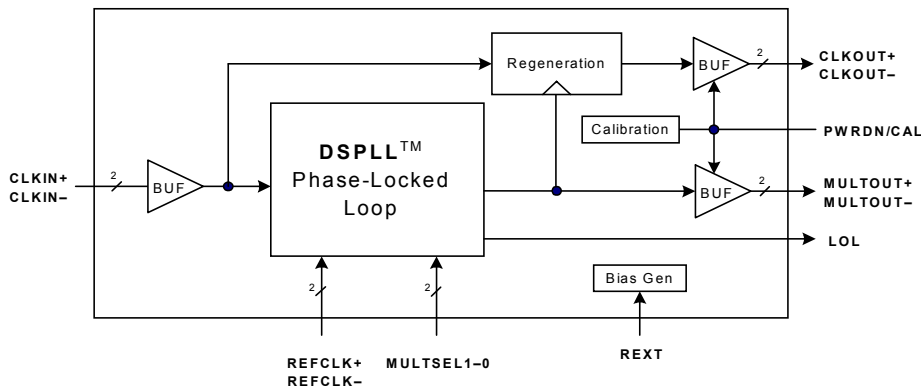 Regeneration
BUF
2
CLKOUT+
CLKOUT–
Calibration
PWRDN/CAL
DSPLL™
Phase-Locked
Loop
CLKIN+
CLKIN–
2
BUF
BUF
2
MULTOUT+
MULTOUT–
LOL
Bias Gen
2
2
REFCLK+
REFCLK–
MULTSEL1–0
REXT